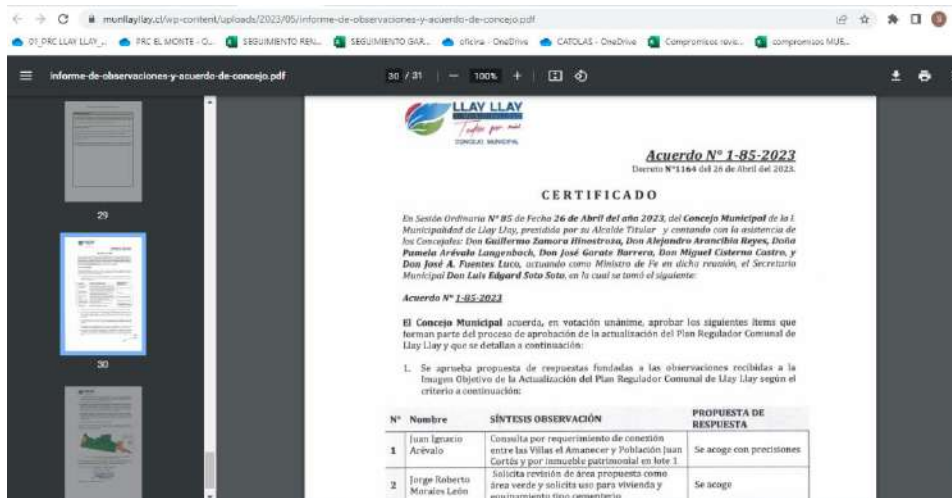 munllayllay.cl/wp-content/uploads/2023/05/informe-de-observaciones-y-acuerdo-de-concejo.pdf
01_PRC LLAY LLAY_...
PRC EL MONTE - O...
SEGUIMIENTO REN...
SEGUIMIENTO GAR...
oficina - OneDrive
CATOLAS - OneDrive
Compromisos revis...
compromisos MUE...
informe-de-observaciones-y-acuerdo-de-concejo.pdf
30 / 31
100%
29
30
LLAY LLAY
Todos por
CONCEJO MUNICIPAL
Acuerdo N° 1-85-2023
Decreto N°1164 del 26 de Abril del 2023.
CERTIFICADO
En Sesión Ordinaria N° 85 de Fecha 26 de Abril del año 2023, del Concejo Municipal de la I.
Municipalidad de Llay Llay, presidida por su Alcalde Titular y contando con la asistencia de
los Concejales: Don Guillermo Zamora Hinostroza, Don Alejandro Arancibia Reyes, Doña
Pamela Arévalo Langenbach, Don José Garate Barrera, Don Miguel Cisterna Castro, y
Don José A. Fuentes Luco, actuando como Ministro de Fe en dicha reunión, el Secretario
Municipal Don Luis Edgard Soto Soto, en la cual se tomó el siguiente:
Acuerdo N° 1-85-2023
El Concejo Municipal acuerda, en votación unánime, aprobar los siguientes ítems que
forman parte del proceso de aprobación de la actualización del Plan Regulador Comunal de
Llay Llay y que se detallan a continuación:
1. Se aprueba propuesta de respuestas fundadas a las observaciones recibidas a la
Imagen Objetivo de la Actualización del Plan Regulador Comunal de Llay Llay según el
criterio a continuación:
N° Nombre SÍNTESIS OBSERVACIÓN PROPUESTA DE RESPUESTA
1 Juan Ignacio Arévalo
Consulta por requerimiento de conexión
entre las Villas el Amanecer y Población Juan
Cortés y por inmueble patrimonial en lote 1
Se acoge con precisiones
2 Jorge Roberto Morales León
Solicita revisión de área propuesta como
área verde y solicita uso para vivienda y
equipamiento tipo cementerio
Se acoge